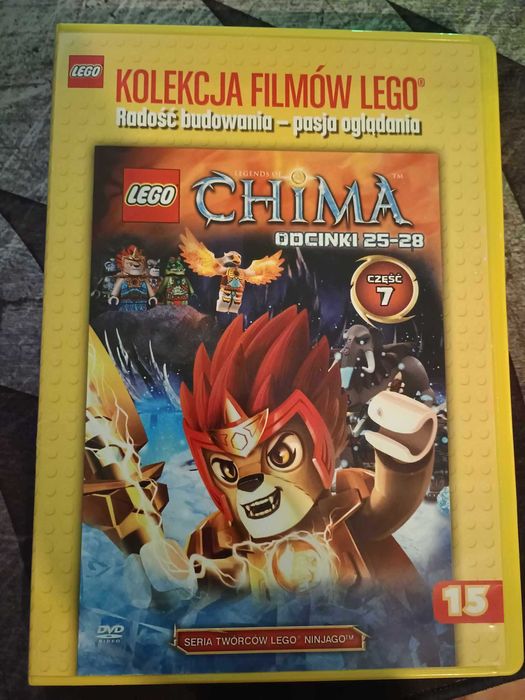 LEGO
KOLEKCJA FILMÓW LEGO®
Radość budowania – pasja oglądania
LEGO
LEGENDS OF
CHIMA™
ODCINKI 25-28
CZĘŚĆ
7
15
DVD
VIDEO
SERIA TWÓRCÓW LEGO® NINJAGO™